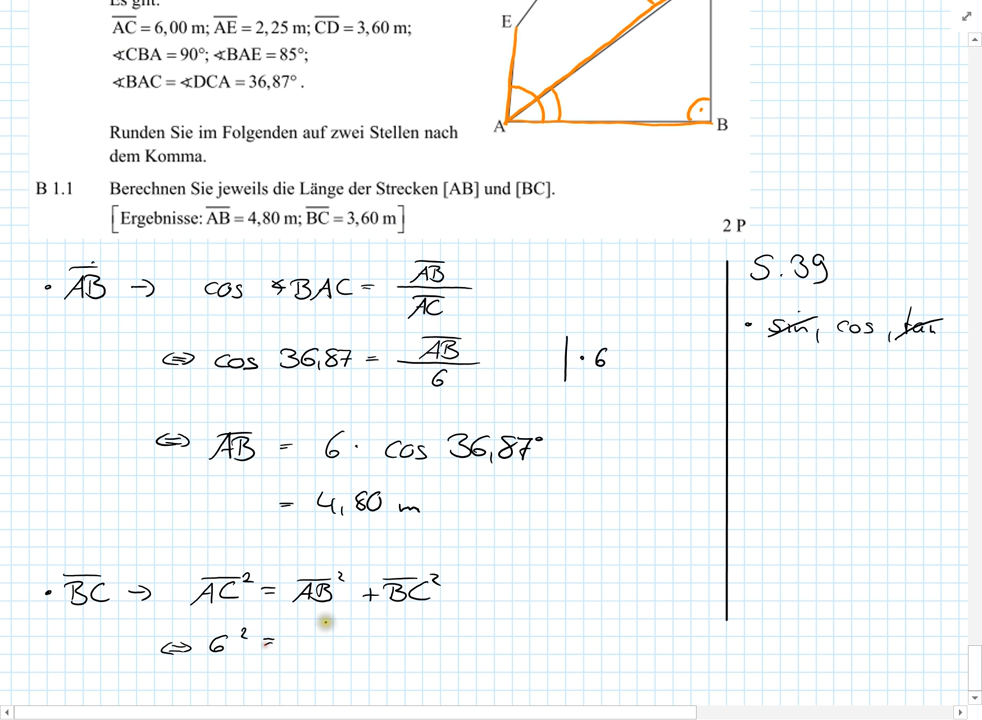 Es gilt:
AC = 6,00 m; AE = 2,25 m; CD = 3,60 m;
∢CBA = 90°; ∢BAE = 85°;
∢BAC = ∢DCA = 36,87°.
E
A
B
Runden Sie im Folgenden auf zwei Stellen nach
dem Komma.
B 1.1 Berechnen Sie jeweils die Länge der Strecken [AB] und [BC].
[Ergebnisse: AB = 4,80 m; BC = 3,60 m]
2 P
• AB → cos ∢BAC = AB / AC
⇔ cos 36,87 = AB / 6 | · 6
⇔ AB = 6 · cos 36,87°
= 4,80 m
• BC → AC² = AB² + BC²
⇔ 6² =
S. 39
• sin, cos, tan